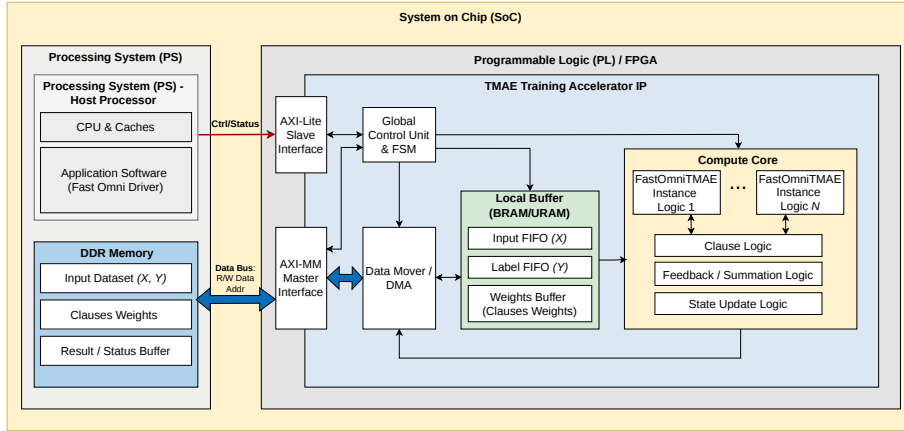 System on Chip (SoC)
Processing System (PS)
Processing System (PS) -
Host Processor
CPU & Caches
Application Software
(Fast Omni Driver)
DDR Memory
Input Dataset (X, Y)
Clauses Weights
Result / Status Buffer
Ctrl/Status
Data Bus:
R/W Data
Addr
Programmable Logic (PL) / FPGA
TMAE Training Accelerator IP
AXI-Lite
Slave
Interface
AXI-MM
Master
Interface
Global
Control Unit
& FSM
Data Mover /
DMA
Local Buffer
(BRAM/URAM)
Input FIFO (X)
Label FIFO (Y)
Weights Buffer
(Clauses Weights)
Compute Core
FastOmniTMAE
Instance
Logic 1
...
FastOmniTMAE
Instance
Logic N
Clause Logic
Feedback / Summation Logic
State Update Logic